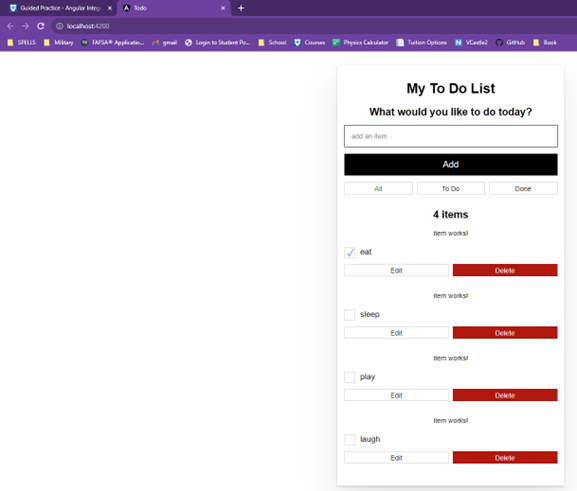 Guided Practice - Angular Integ
Todo
localhost:4200
SPELLS Military FAFSA® Applicatio... gmail Login to Student Po... School Courses Physics Calculator Tuition Options VCastle2 GitHub Book
My To Do List
What would you like to do today?
add an item
Add
All To Do Done
4 items
item works!
eat
Edit Delete
item works!
sleep
Edit Delete
item works!
play
Edit Delete
item works!
laugh
Edit Delete